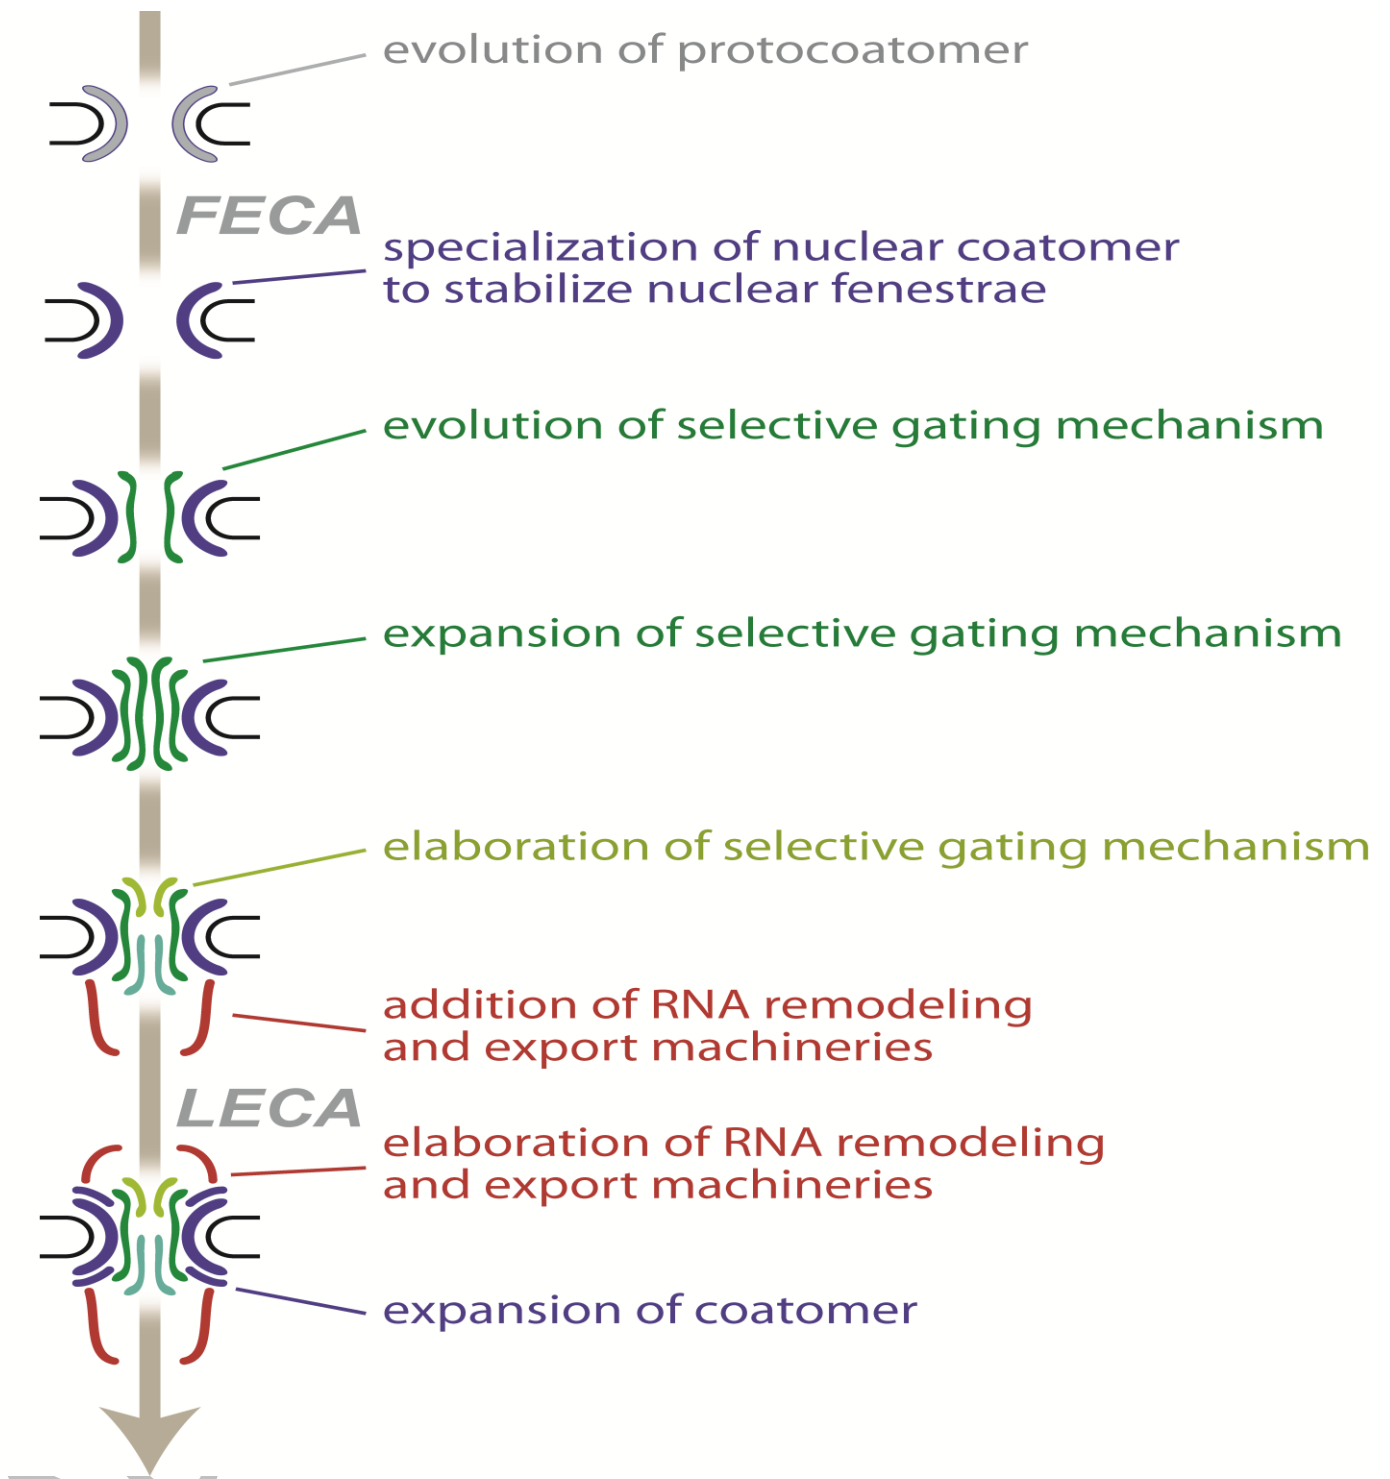 evolution of protocoatomer
FECA
specialization of nuclear coatomer
to stabilize nuclear fenestrae
evolution of selective gating mechanism
expansion of selective gating mechanism
elaboration of selective gating mechanism
addition of RNA remodeling
and export machineries
LECA
elaboration of RNA remodeling
and export machineries
expansion of coatomer